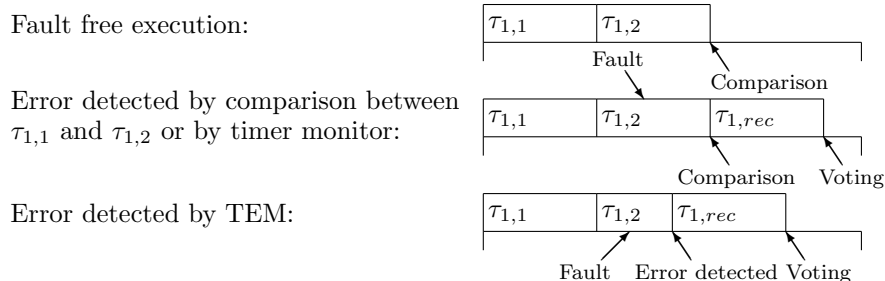 Fault free execution:
τ1,1 τ1,2
Comparison
Fault
Error detected by comparison between
τ1,1 and τ1,2 or by timer monitor:
τ1,1 τ1,2 τ1,rec
Comparison Voting
Error detected by TEM:
τ1,1 τ1,2 τ1,rec
Fault Error detected Voting